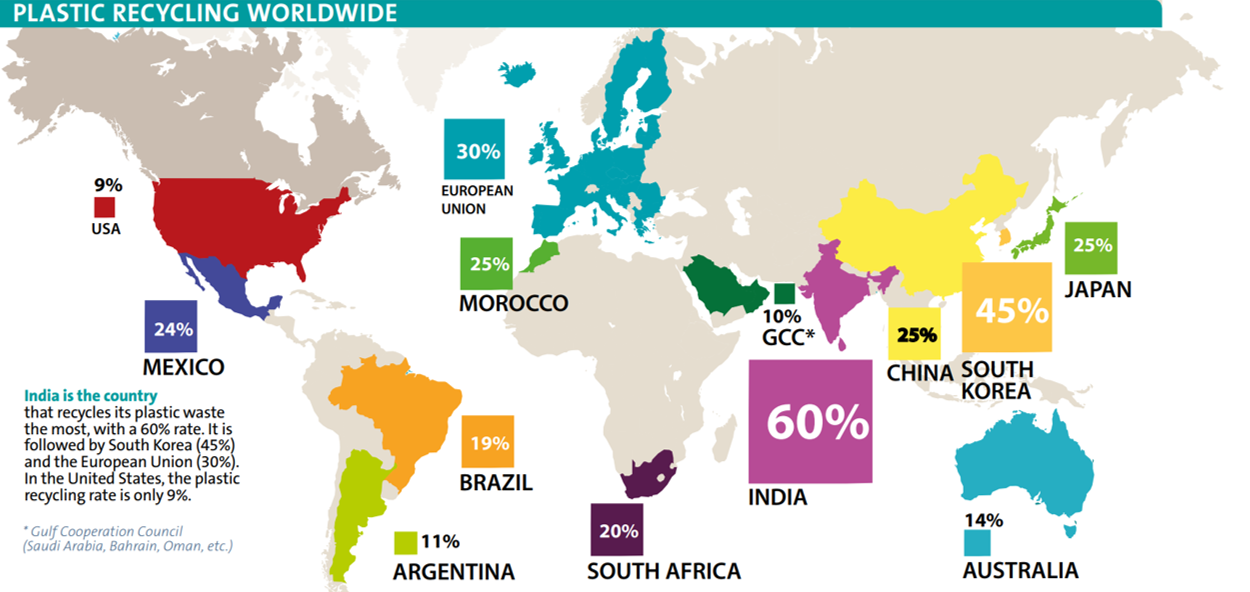 PLASTIC RECYCLING WORLDWIDE
9%
USA
24%
MEXICO
30%
EUROPEAN
UNION
25%
MOROCCO
10%
GCC*
60%
INDIA
25%
CHINA
45%
SOUTH
KOREA
25%
JAPAN
19%
BRAZIL
11%
ARGENTINA
20%
SOUTH AFRICA
14%
AUSTRALIA
India is the country
that recycles its plastic waste
the most, with a 60% rate. It is
followed by South Korea (45%)
and the European Union (30%).
In the United States, the plastic
recycling rate is only 9%.
* Gulf Cooperation Council
(Saudi Arabia, Bahrain, Oman, etc.)